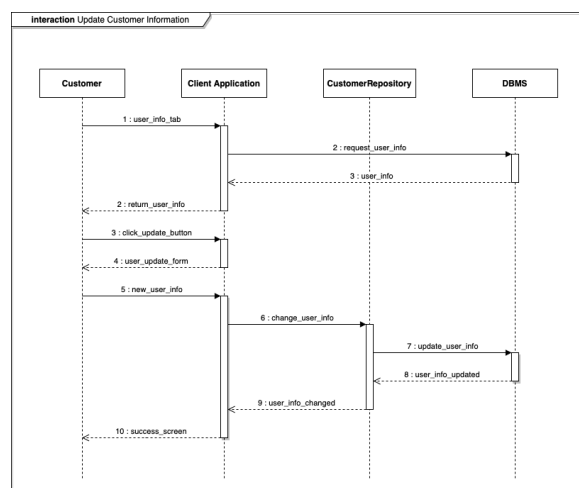 interaction Update Customer Information
Customer Client Application CustomerRepository DBMS
1 : user_info_tab
2 : request_user_info
3 : user_info
2 : return_user_info
3 : click_update_button
4 : user_update_form
5 : new_user_info
6 : change_user_info
7 : update_user_info
8 : user_info_updated
9 : user_info_changed
10 : success_screen